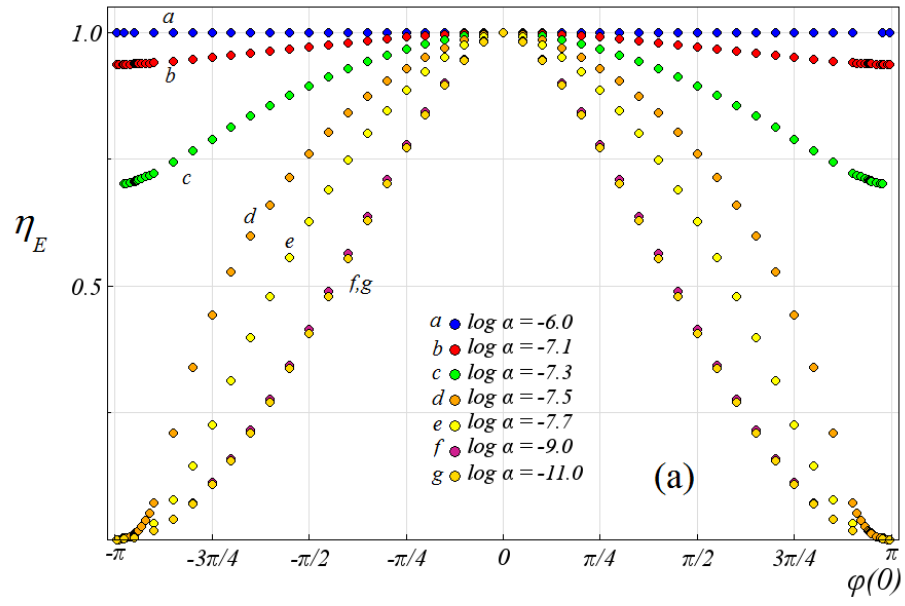 a
1.0
b
c
η_E
d
e
0.5
f,g
a log α = -6.0
b log α = -7.1
c log α = -7.3
d log α = -7.5
e log α = -7.7
f log α = -9.0
g log α = -11.0
(a)
-π -3π/4 -π/2 -π/4 0 π/4 π/2 3π/4 π
φ(0)